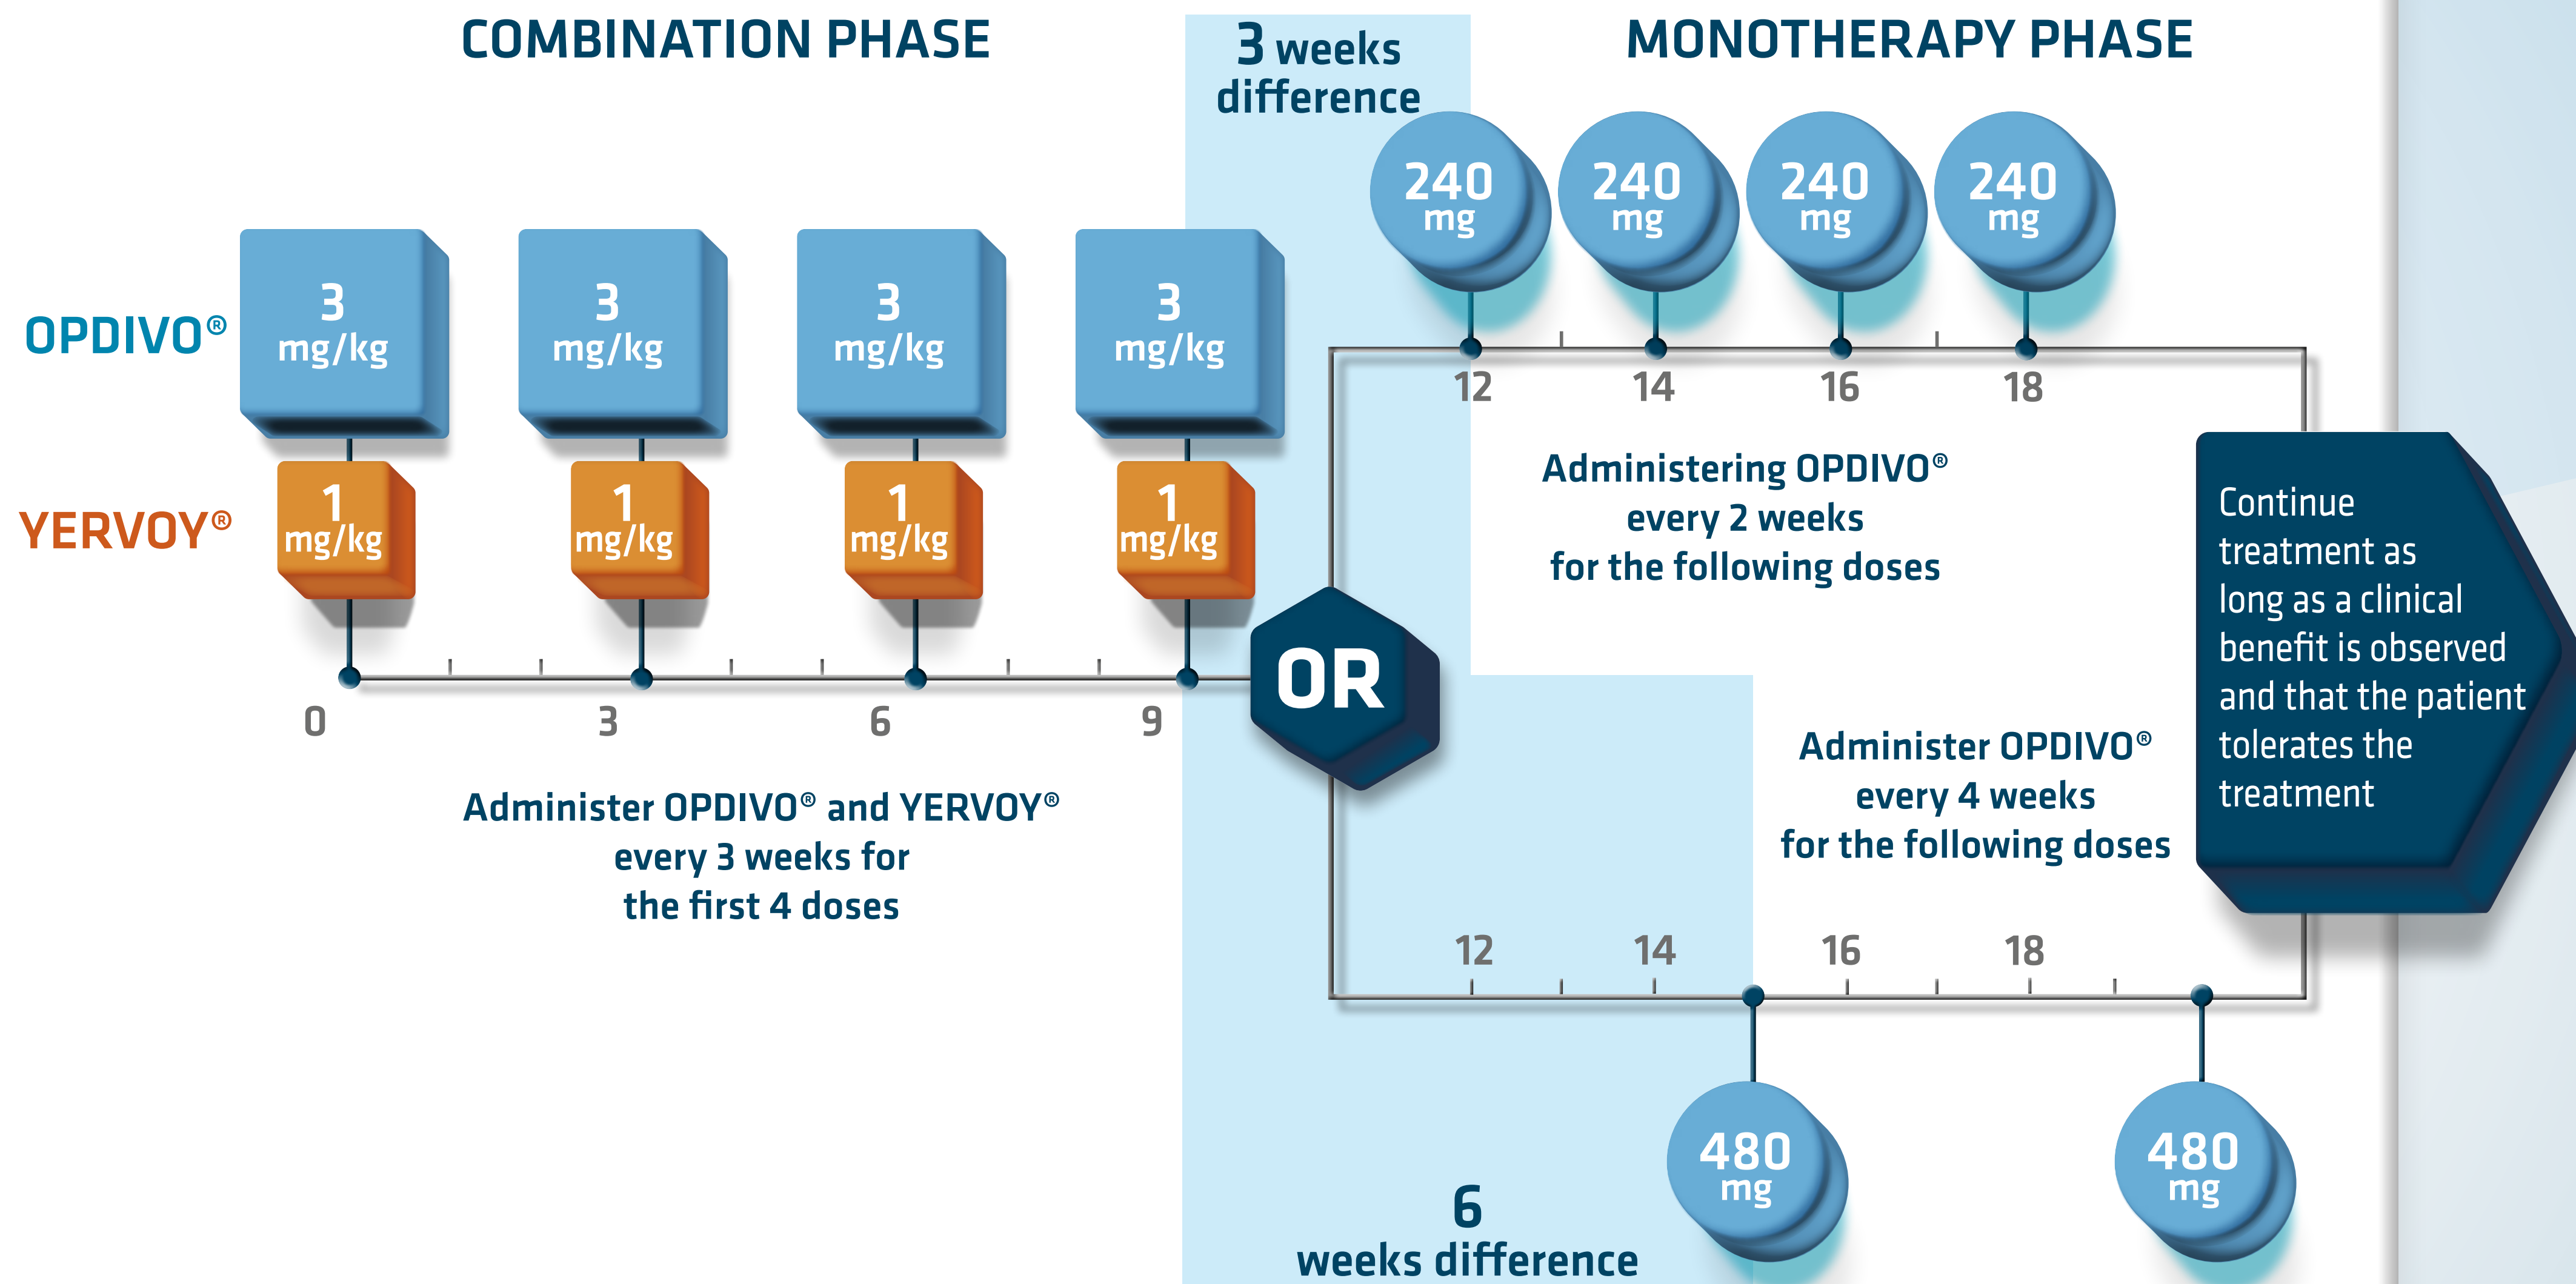 COMBINATION PHASE
3 weeks
difference
MONOTHERAPY PHASE
240
mg
240
mg
240
mg
240
mg
OPDIVO®
3
mg/kg
3
mg/kg
3
mg/kg
3
mg/kg
YERVOY®
1
mg/kg
1
mg/kg
1
mg/kg
1
mg/kg
0
3
6
9
Administer OPDIVO® and YERVOY®
every 3 weeks for
the first 4 doses
OR
12
14
16
18
Administering OPDIVO®
every 2 weeks
for the following doses
Administer OPDIVO®
every 4 weeks
for the following doses
12
14
16
18
480
mg
480
mg
6
weeks difference
Continue
treatment as
long as a clinical
benefit is observed
and that the patient
tolerates the
treatment